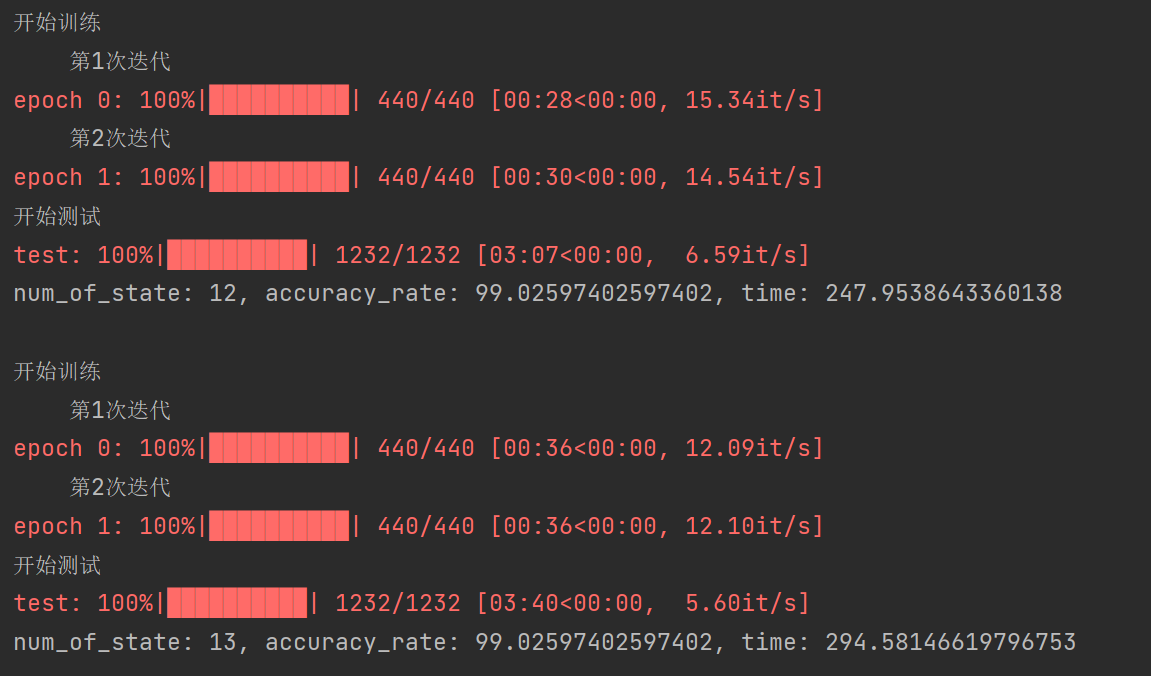 开始训练
第1次迭代
epoch 0: 100%|██████████| 440/440 [00:28<00:00, 15.34it/s]
第2次迭代
epoch 1: 100%|██████████| 440/440 [00:30<00:00, 14.54it/s]
开始测试
test: 100%|██████████| 1232/1232 [03:07<00:00,  6.59it/s]
num_of_state: 12, accuracy_rate: 99.02597402597402, time: 247.9538643360138
开始训练
第1次迭代
epoch 0: 100%|██████████| 440/440 [00:36<00:00, 12.09it/s]
第2次迭代
epoch 1: 100%|██████████| 440/440 [00:36<00:00, 12.10it/s]
开始测试
test: 100%|██████████| 1232/1232 [03:40<00:00,  5.60it/s]
num_of_state: 13, accuracy_rate: 99.02597402597402, time: 294.58146619796753